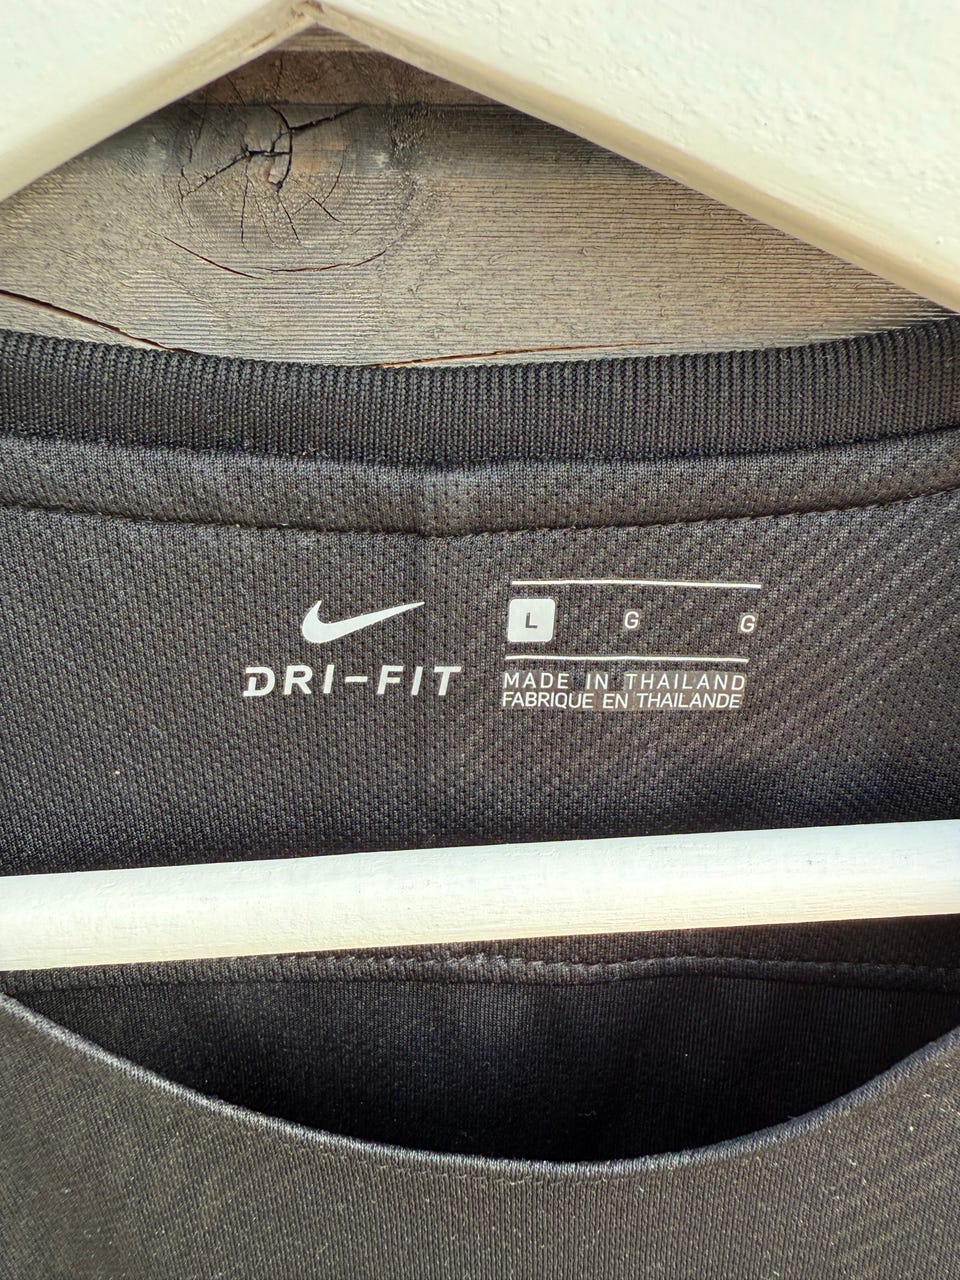 DRI-FIT
L G G
MADE IN THAILAND
FABRIQUE EN THAILANDE